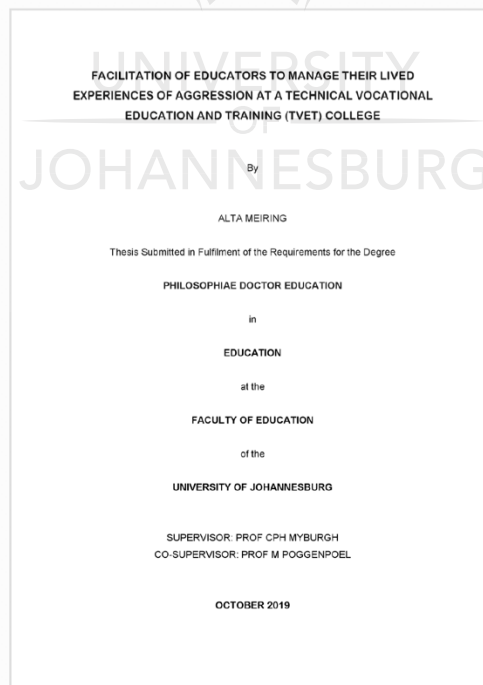 UNIVERSITY
OF
JOHANNESBURG
FACILITATION OF EDUCATORS TO MANAGE THEIR LIVED
EXPERIENCES OF AGGRESSION AT A TECHNICAL VOCATIONAL
EDUCATION AND TRAINING (TVET) COLLEGE
By
ALTA MEIRING
Thesis Submitted in Fulfilment of the Requirements for the Degree
PHILOSOPHIAE DOCTOR EDUCATION
in
EDUCATION
at the
FACULTY OF EDUCATION
of the
UNIVERSITY OF JOHANNESBURG
SUPERVISOR: PROF CPH MYBURGH
CO-SUPERVISOR: PROF M POGGENPOEL
OCTOBER 2019